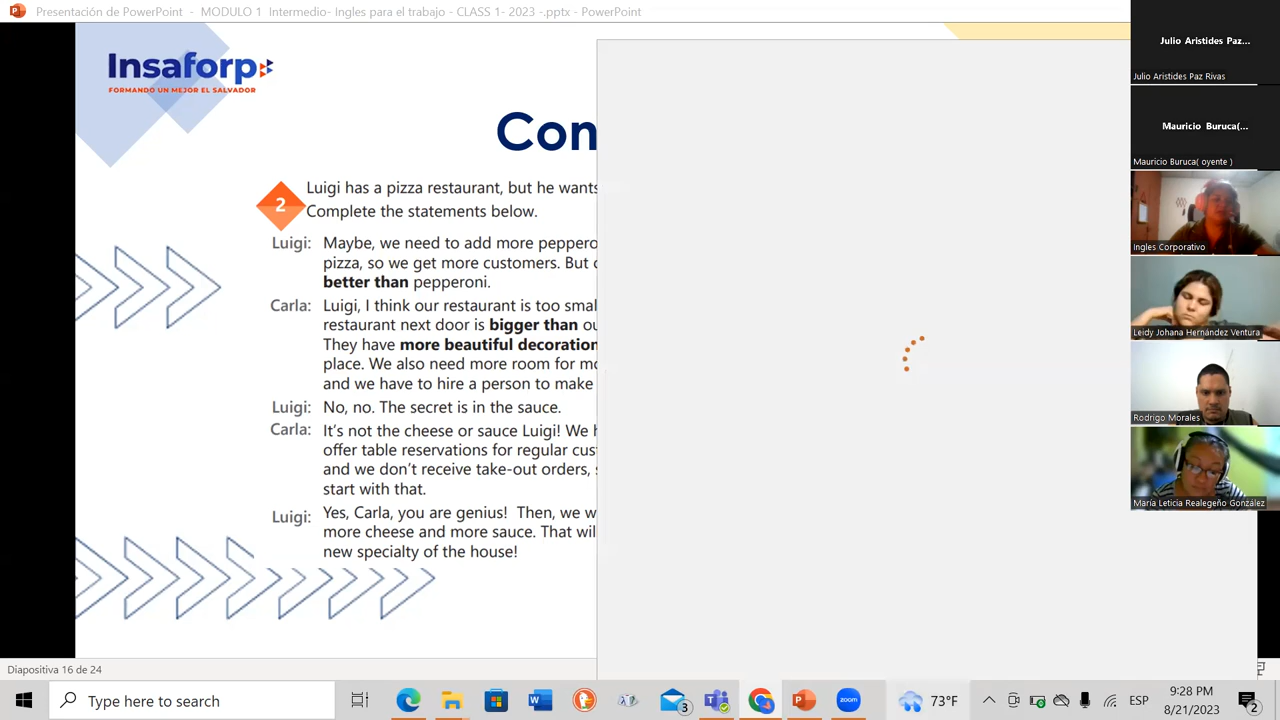 Presentación de PowerPoint - MODULO 1 Intermedio- Ingles para el trabajo - CLASS 1- 2023 -.pptx - PowerPoint
Insaforp
FORMANDO UN MEJOR EL SALVADOR
Con
2
Luigi has a pizza restaurant, but he wants
Complete the statements below.
Luigi: Maybe, we need to add more peppero
pizza, so we get more customers. But
better than pepperoni.
Carla: Luigi, I think our restaurant is too smal
restaurant next door is bigger than ou
They have more beautiful decoration
place. We also need more room for mo
and we have to hire a person to make
Luigi: No, no. The secret is in the sauce.
Carla: It's not the cheese or sauce Luigi! We h
offer table reservations for regular cus
and we don't receive take-out orders, s
start with that.
Luigi: Yes, Carla, you are genius! Then, we w
more cheese and more sauce. That wil
new specialty of the house!
Julio Aristides Paz...
Julio Aristides Paz Rivas
Mauricio Buruca(...
Mauricio Buruca( oyente )
Ingles Corporativo
Leidy Johana Hernández Ventura
Rodrigo Morales
María Leticia Realegeño González
Diapositiva 16 de 24
Type here to search
3
zoom
73°F
ESP
9:28 PM
8/21/2023
2